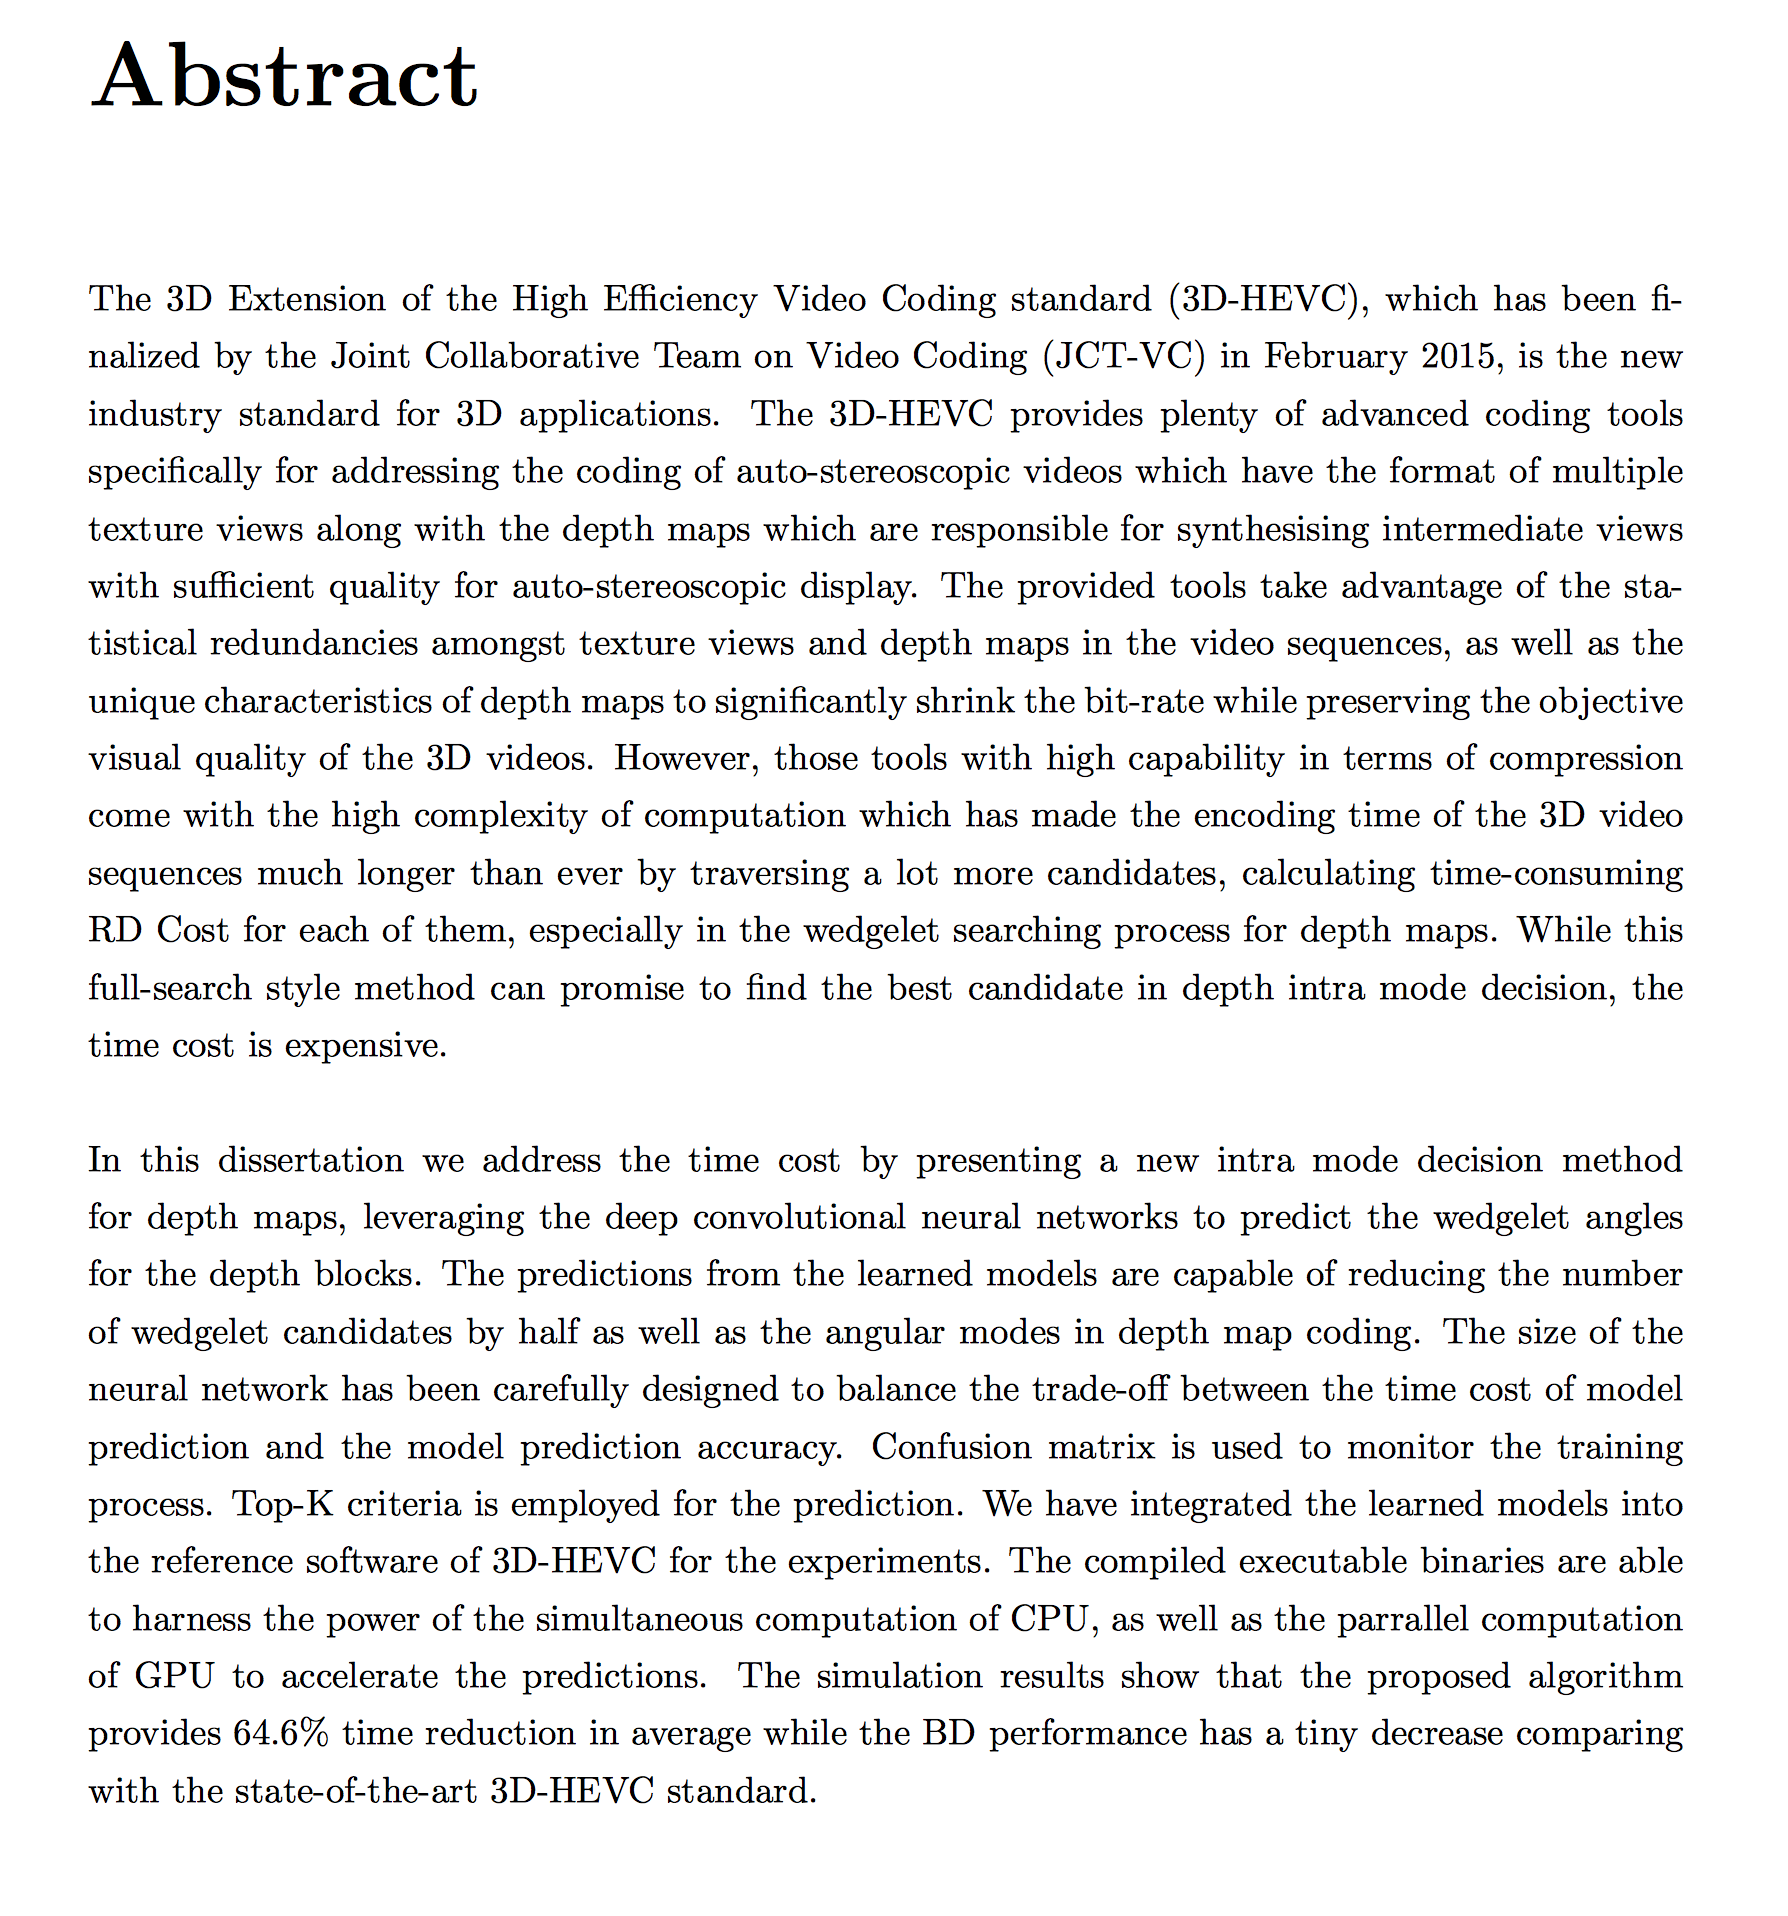 Abstract
The 3D Extension of the High Efficiency Video Coding standard (3D-HEVC), which has been fi-
nalized by the Joint Collaborative Team on Video Coding (JCT-VC) in February 2015, is the new
industry standard for 3D applications. The 3D-HEVC provides plenty of advanced coding tools
specifically for addressing the coding of auto-stereoscopic videos which have the format of multiple
texture views along with the depth maps which are responsible for synthesising intermediate views
with sufficient quality for auto-stereoscopic display. The provided tools take advantage of the sta-
tistical redundancies amongst texture views and depth maps in the video sequences, as well as the
unique characteristics of depth maps to significantly shrink the bit-rate while preserving the objective
visual quality of the 3D videos. However, those tools with high capability in terms of compression
come with the high complexity of computation which has made the encoding time of the 3D video
sequences much longer than ever by traversing a lot more candidates, calculating time-consuming
RD Cost for each of them, especially in the wedgelet searching process for depth maps. While this
full-search style method can promise to find the best candidate in depth intra mode decision, the
time cost is expensive.
In this dissertation we address the time cost by presenting a new intra mode decision method
for depth maps, leveraging the deep convolutional neural networks to predict the wedgelet angles
for the depth blocks. The predictions from the learned models are capable of reducing the number
of wedgelet candidates by half as well as the angular modes in depth map coding. The size of the
neural network has been carefully designed to balance the trade-off between the time cost of model
prediction and the model prediction accuracy. Confusion matrix is used to monitor the training
process. Top-K criteria is employed for the prediction. We have integrated the learned models into
the reference software of 3D-HEVC for the experiments. The compiled executable binaries are able
to harness the power of the simultaneous computation of CPU, as well as the parrallel computation
of GPU to accelerate the predictions. The simulation results show that the proposed algorithm
provides 64.6% time reduction in average while the BD performance has a tiny decrease comparing
with the state-of-the-art 3D-HEVC standard.